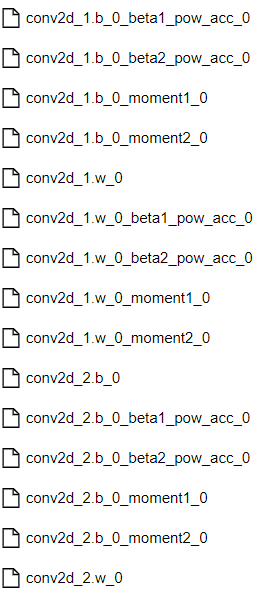 conv2d_1.b_0_beta1_pow_acc_0
conv2d_1.b_0_beta2_pow_acc_0
conv2d_1.b_0_moment1_0
conv2d_1.b_0_moment2_0
conv2d_1.w_0
conv2d_1.w_0_beta1_pow_acc_0
conv2d_1.w_0_beta2_pow_acc_0
conv2d_1.w_0_moment1_0
conv2d_1.w_0_moment2_0
conv2d_2.b_0
conv2d_2.b_0_beta1_pow_acc_0
conv2d_2.b_0_beta2_pow_acc_0
conv2d_2.b_0_moment1_0
conv2d_2.b_0_moment2_0
conv2d_2.w_0